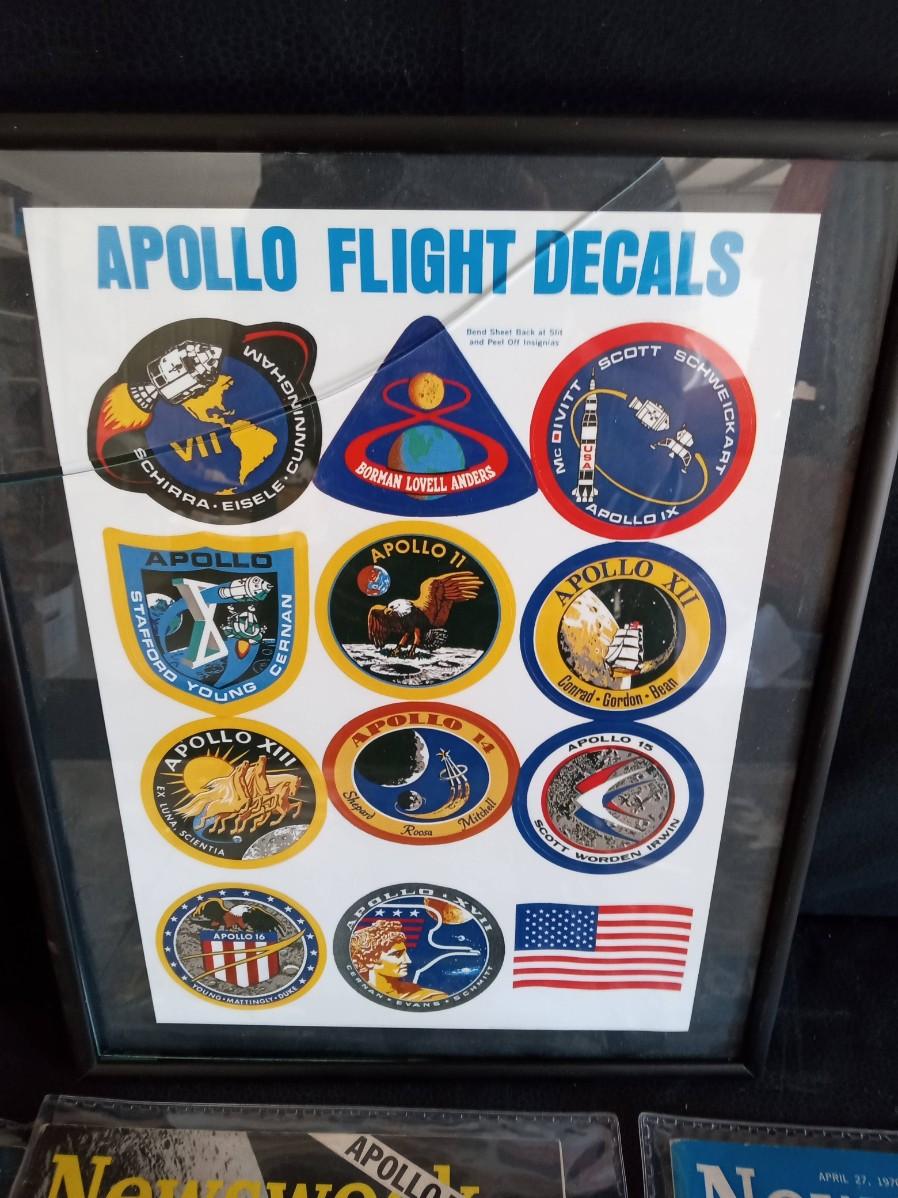 APOLLO FLIGHT DECALS
Bend Sheet Back at Slit
and Peel Off Insignias
VII
SCHIRRA · EISELE · CUNNINGHAM
BORMAN LOVELL ANDERS
McDIVITT SCOTT SCHWEICKART
USA
APOLLO IX
APOLLO
X
STAFFORD YOUNG CERNAN
APOLLO 11
APOLLO XII
Conrad · Gordon · Bean
APOLLO XIII
EX LUNA, SCIENTIA
APOLLO 14
Shepard Roosa Mitchell
APOLLO 15
SCOTT WORDEN IRWIN
APOLLO 16
YOUNG · MATTINGLY · DUKE
APOLLO XVII
CERNAN · EVANS · SCHMITT
Newsweek
APOLLO
APRIL 27, 1970